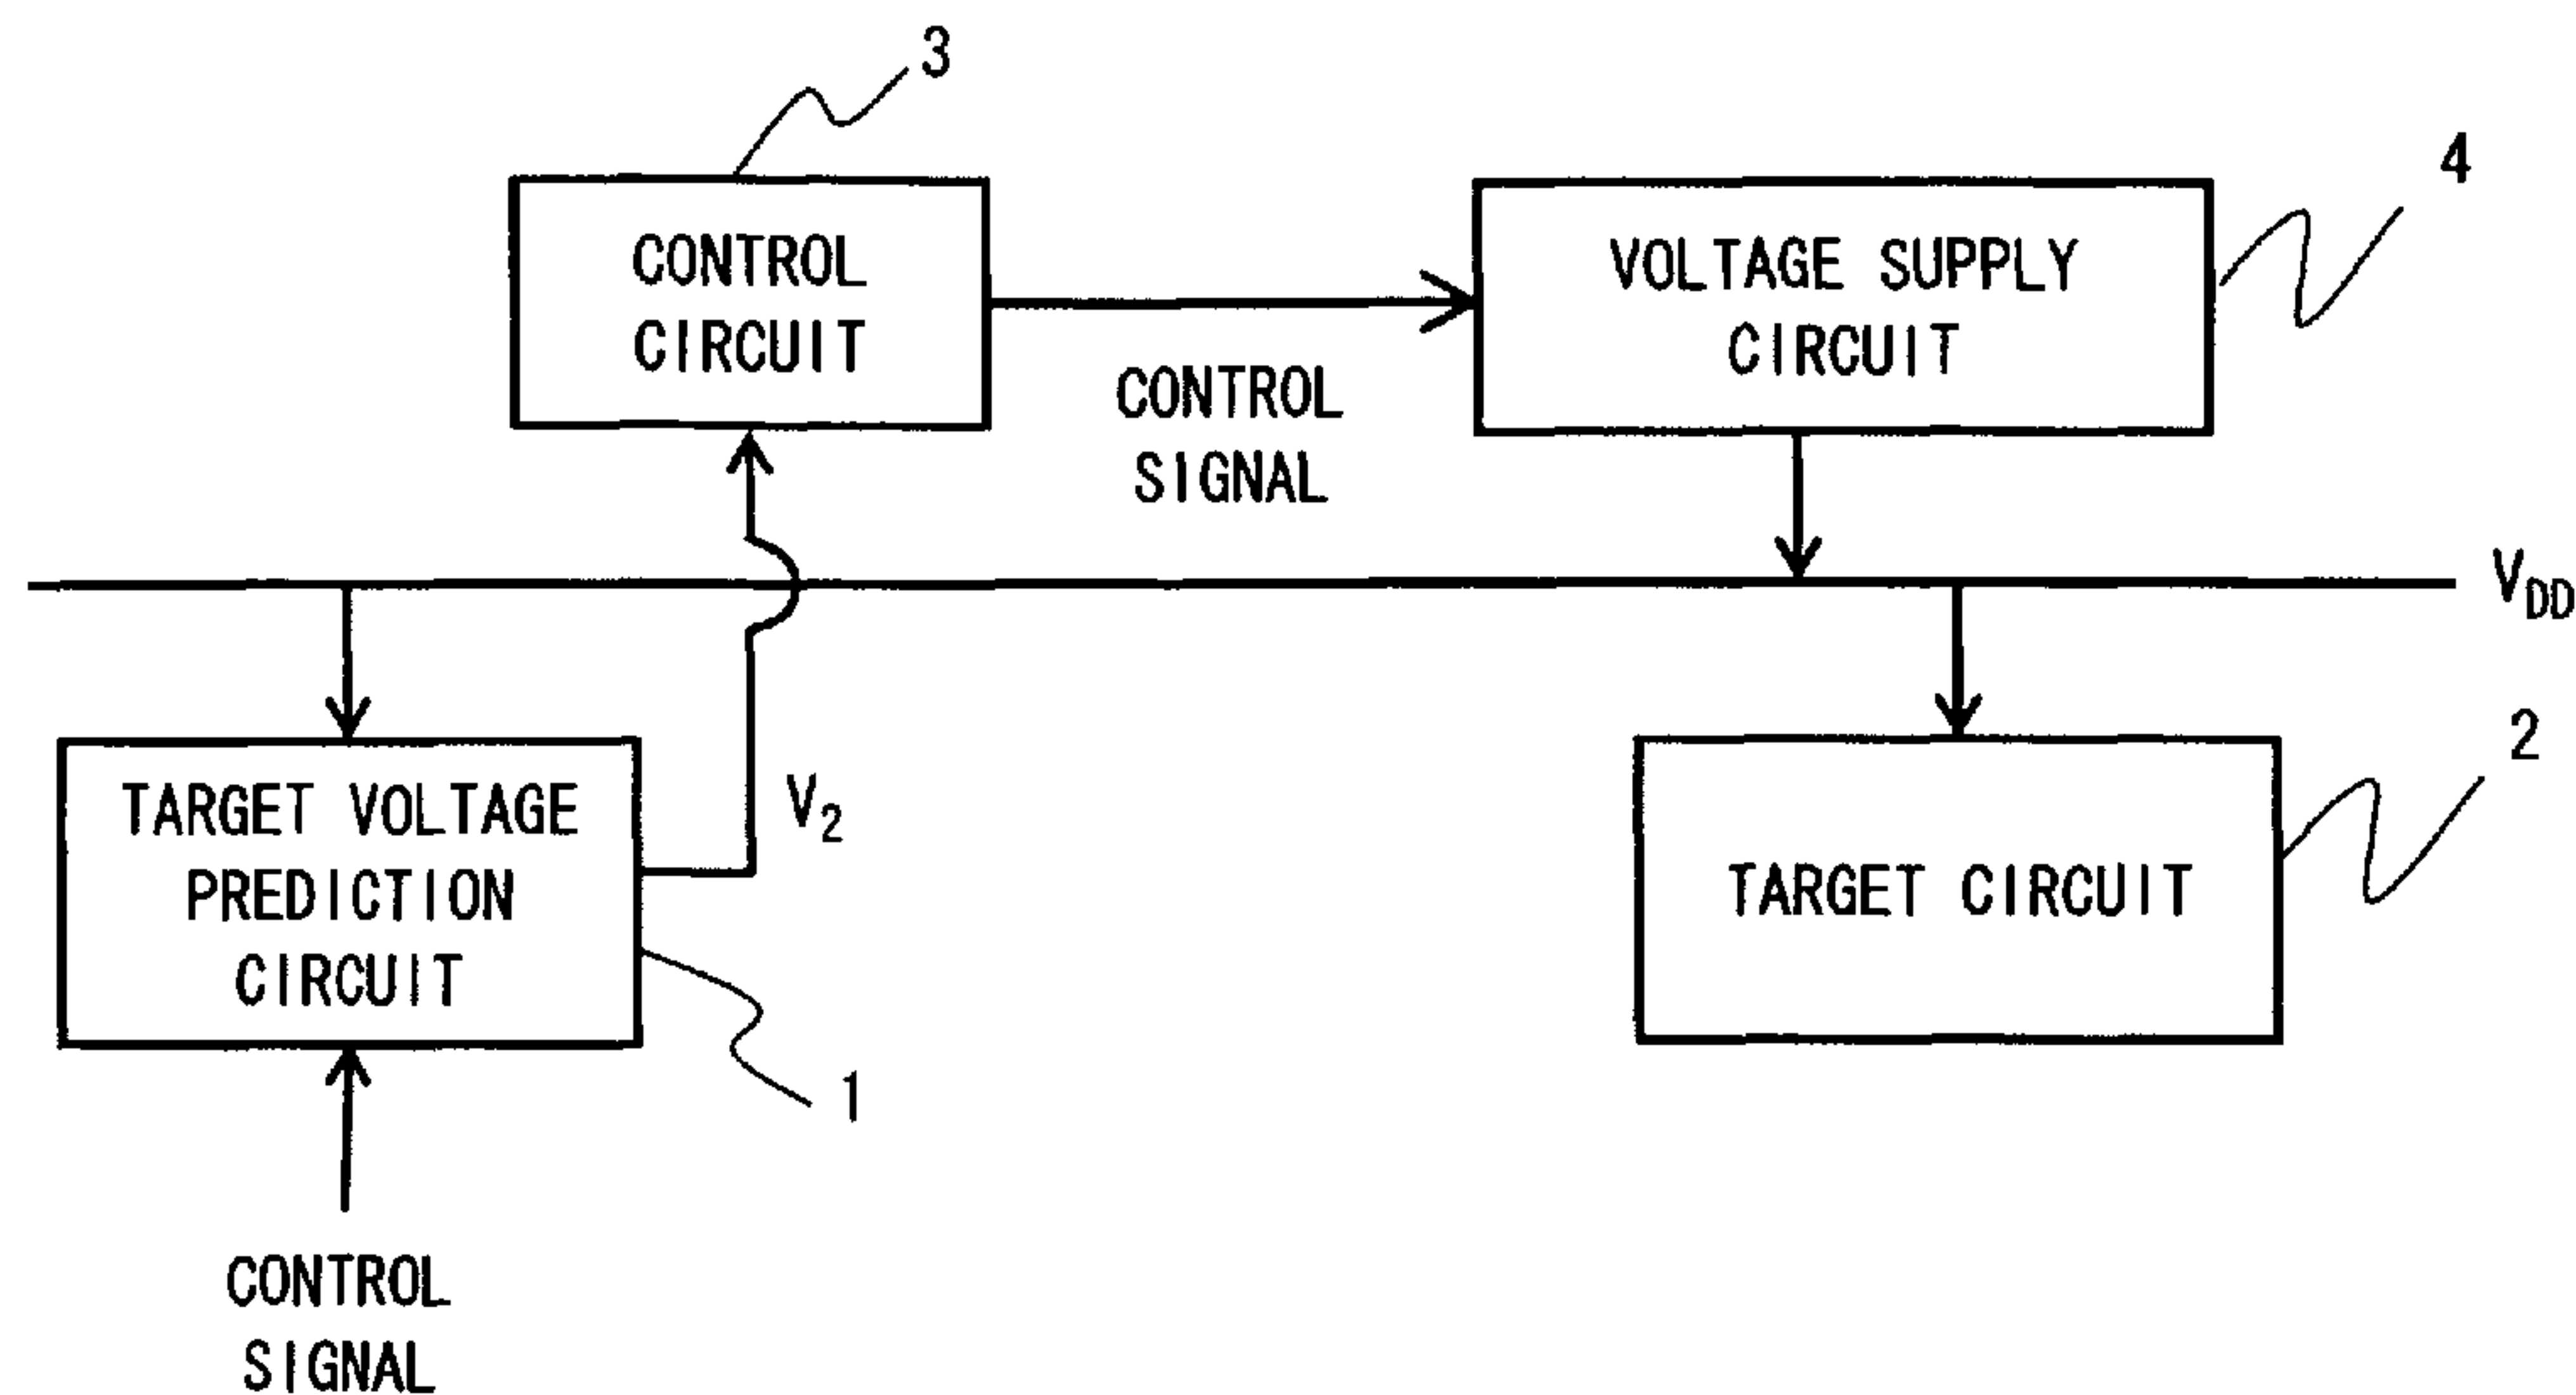 3
4
CONTROL
CIRCUIT
VOLTAGE SUPPLY
CIRCUIT
CONTROL
SIGNAL
VDD
TARGET VOLTAGE
PREDICTION
CIRCUIT
V2
TARGET CIRCUIT
2
1
CONTROL
SIGNAL